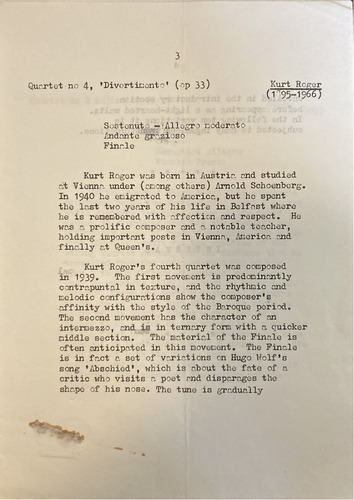 3
Quartet no 4, 'Divertimento' (op 33) Kurt Roger
(1895-1966)
Sostenuto - Allegro moderato
Andante grazioso
Finale
Kurt Roger was born in Austria and studied
at Vienna under (among others) Arnold Schoenberg.
In 1940 he emigrated to America, but he spent
the last two years of his life in Belfast where
he is remembered with affection and respect. He
was a prolific composer and a notable teacher,
holding important posts in Vienna, America and
finally at Queen's.
Kurt Roger's fourth quartet was composed
in 1939. The first movement is predominantly
contrapuntal in texture, and the rhythmic and
melodic configurations show the composer's
affinity with the style of the Baroque period.
The second movement has the character of an
intermezzo, and is in ternary form with a quicker
middle section. The material of the Finale is
often anticipated in this movement. The Finale
is in fact a set of variations on Hugo Wolf's
song 'Abschied', which is about the fate of a
critic who visits a poet and disparages the
shape of his nose. The tune is gradually